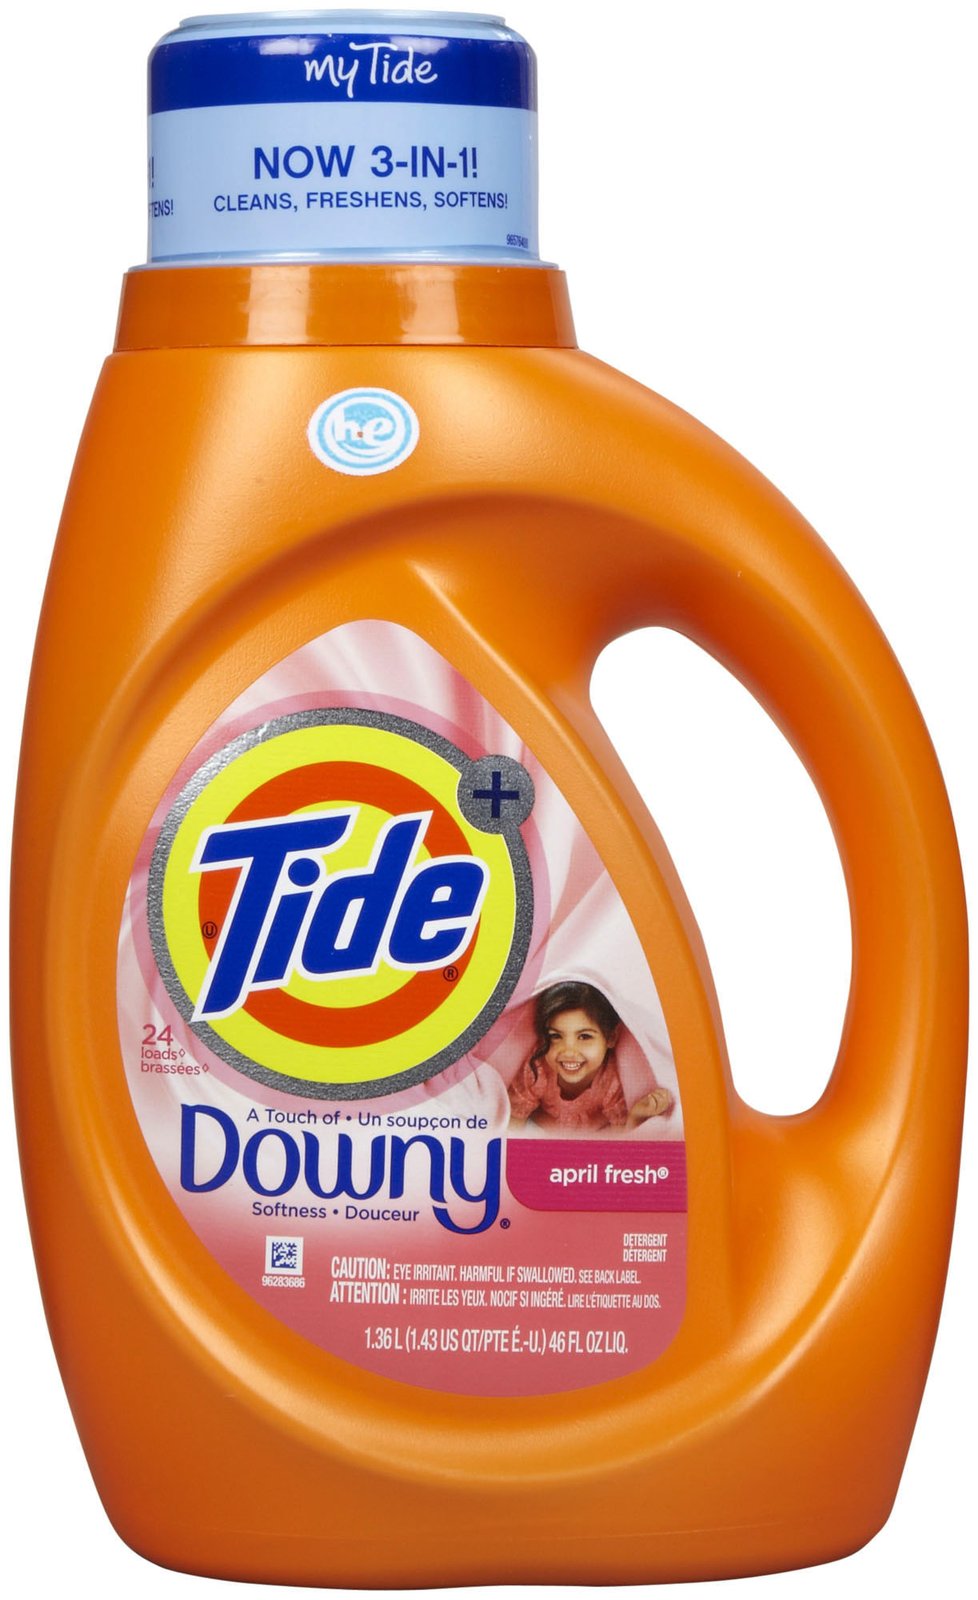 my Tide
NOW 3-IN-1!
CLEANS, FRESHENS, SOFTENS!
h.e
+
Tide
U
®
24
loads◊
brassées◊
A Touch of • Un soupçon de
Downy®
Softness • Douceur
april fresh®
DETERGENT
DÉTERGENT
96283686
CAUTION: EYE IRRITANT. HARMFUL IF SWALLOWED. SEE BACK LABEL.
ATTENTION : IRRITE LES YEUX. NOCIF SI INGÉRÉ. LIRE L'ÉTIQUETTE AU DOS.
1.36 L (1.43 US QT/PTE É.-U.) 46 FL OZ LIQ.